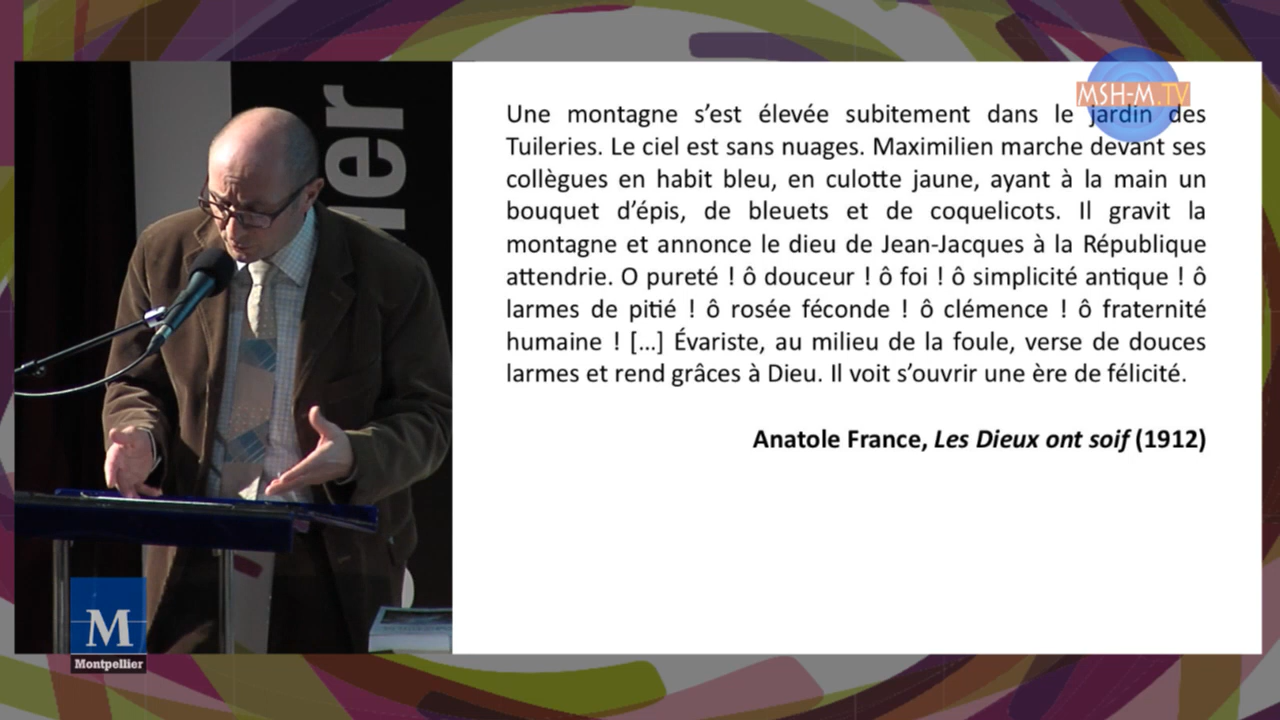 MSH-M.TV
Une montagne s'est élevée subitement dans le jardin des
Tuileries. Le ciel est sans nuages. Maximilien marche devant ses
collègues en habit bleu, en culotte jaune, ayant à la main un
bouquet d'épis, de bleuets et de coquelicots. Il gravit la
montagne et annonce le dieu de Jean-Jacques à la République
attendrie. O pureté ! ô douceur ! ô foi ! ô simplicité antique ! ô
larmes de pitié ! ô rosée féconde ! ô clémence ! ô fraternité
humaine ! [...] Évariste, au milieu de la foule, verse de douces
larmes et rend grâces à Dieu. Il voit s'ouvrir une ère de félicité.
Anatole France, Les Dieux ont soif (1912)
ier
M
Montpellier